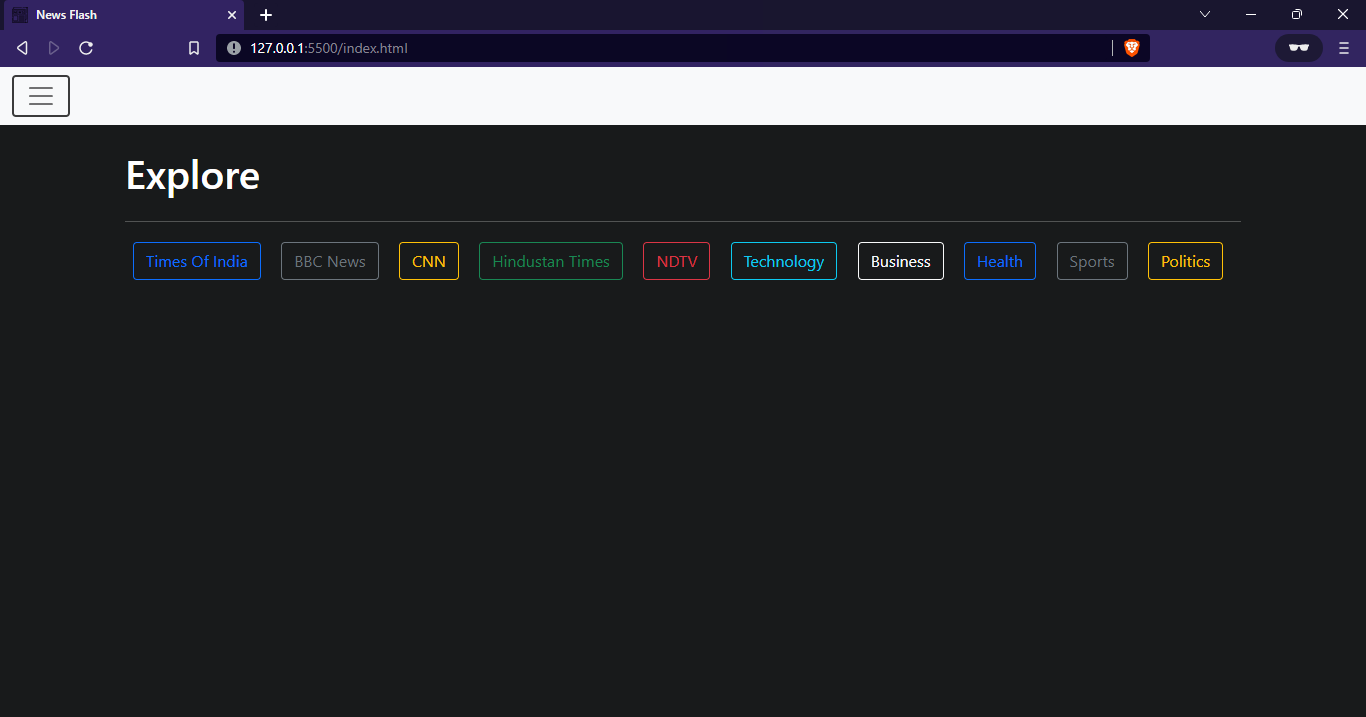 News Flash
127.0.0.1:5500/index.html
Explore
Times Of India BBC News CNN Hindustan Times NDTV Technology Business Health Sports Politics